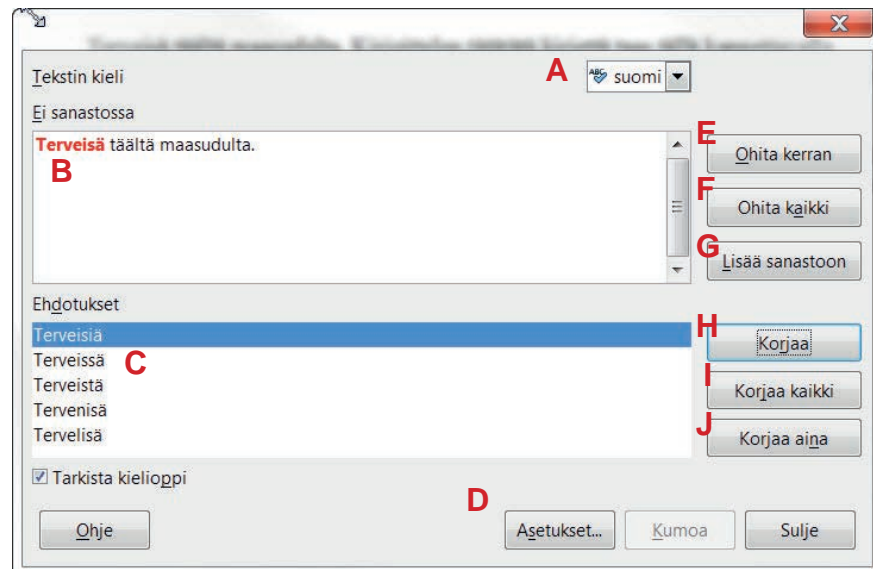 Tekstin kieli
A
suomi
Ei sanastossa
Terveisä täältä maasudulta.
B
E
Ohita kerran
F
Ohita kaikki
G
Lisää sanastoon
Ehdotukset
Terveisiä
Terveissä
C
Terveistä
Tervenisä
Tervelisä
H
Korjaa
I
Korjaa kaikki
J
Korjaa aina
Tarkista kielioppi
D
Ohje
Asetukset...
Kumoa
Sulje